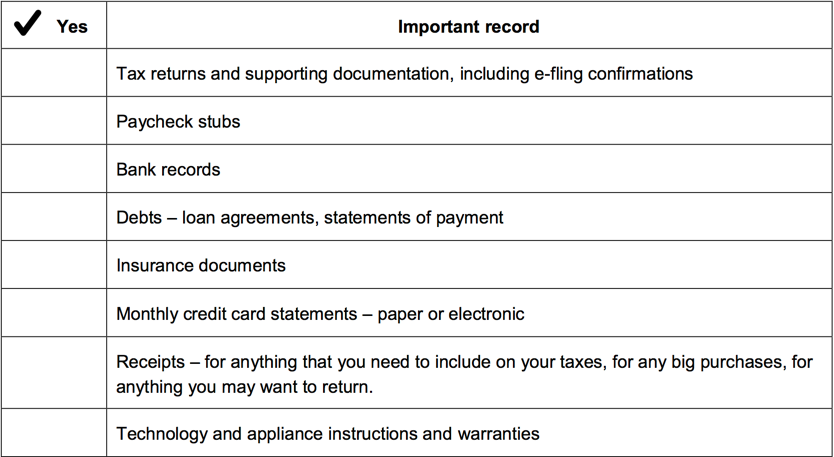 Yes
Important record
Tax returns and supporting documentation, including e-fling confirmations
Paycheck stubs
Bank records
Debts – loan agreements, statements of payment
Insurance documents
Monthly credit card statements – paper or electronic
Receipts – for anything that you need to include on your taxes, for any big purchases, for
anything you may want to return.
Technology and appliance instructions and warranties